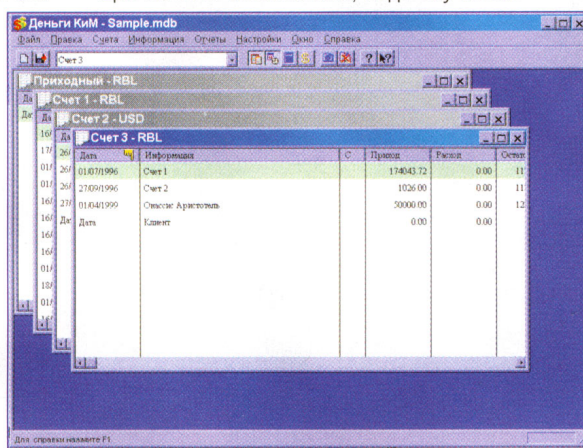 Деньги КиМ - Sample.mdb
Файл Правка Счета Информация Отчеты Настройки Окно Справка
Счет 3
Приходный - RBL
Счет 1 - RBL
Счет 2 - USD
Счет 3 - RBL
Дата Информация С Приход Расход Остат
01/07/1996 Счет 1 174043.72 0.00 11
27/09/1996 Счет 2 1026.00 0.00 11
01/04/1999 Онассис Аристотель 50000.00 0.00 12
Дата Клиент 0.00 0.00
Для справки нажмите F1